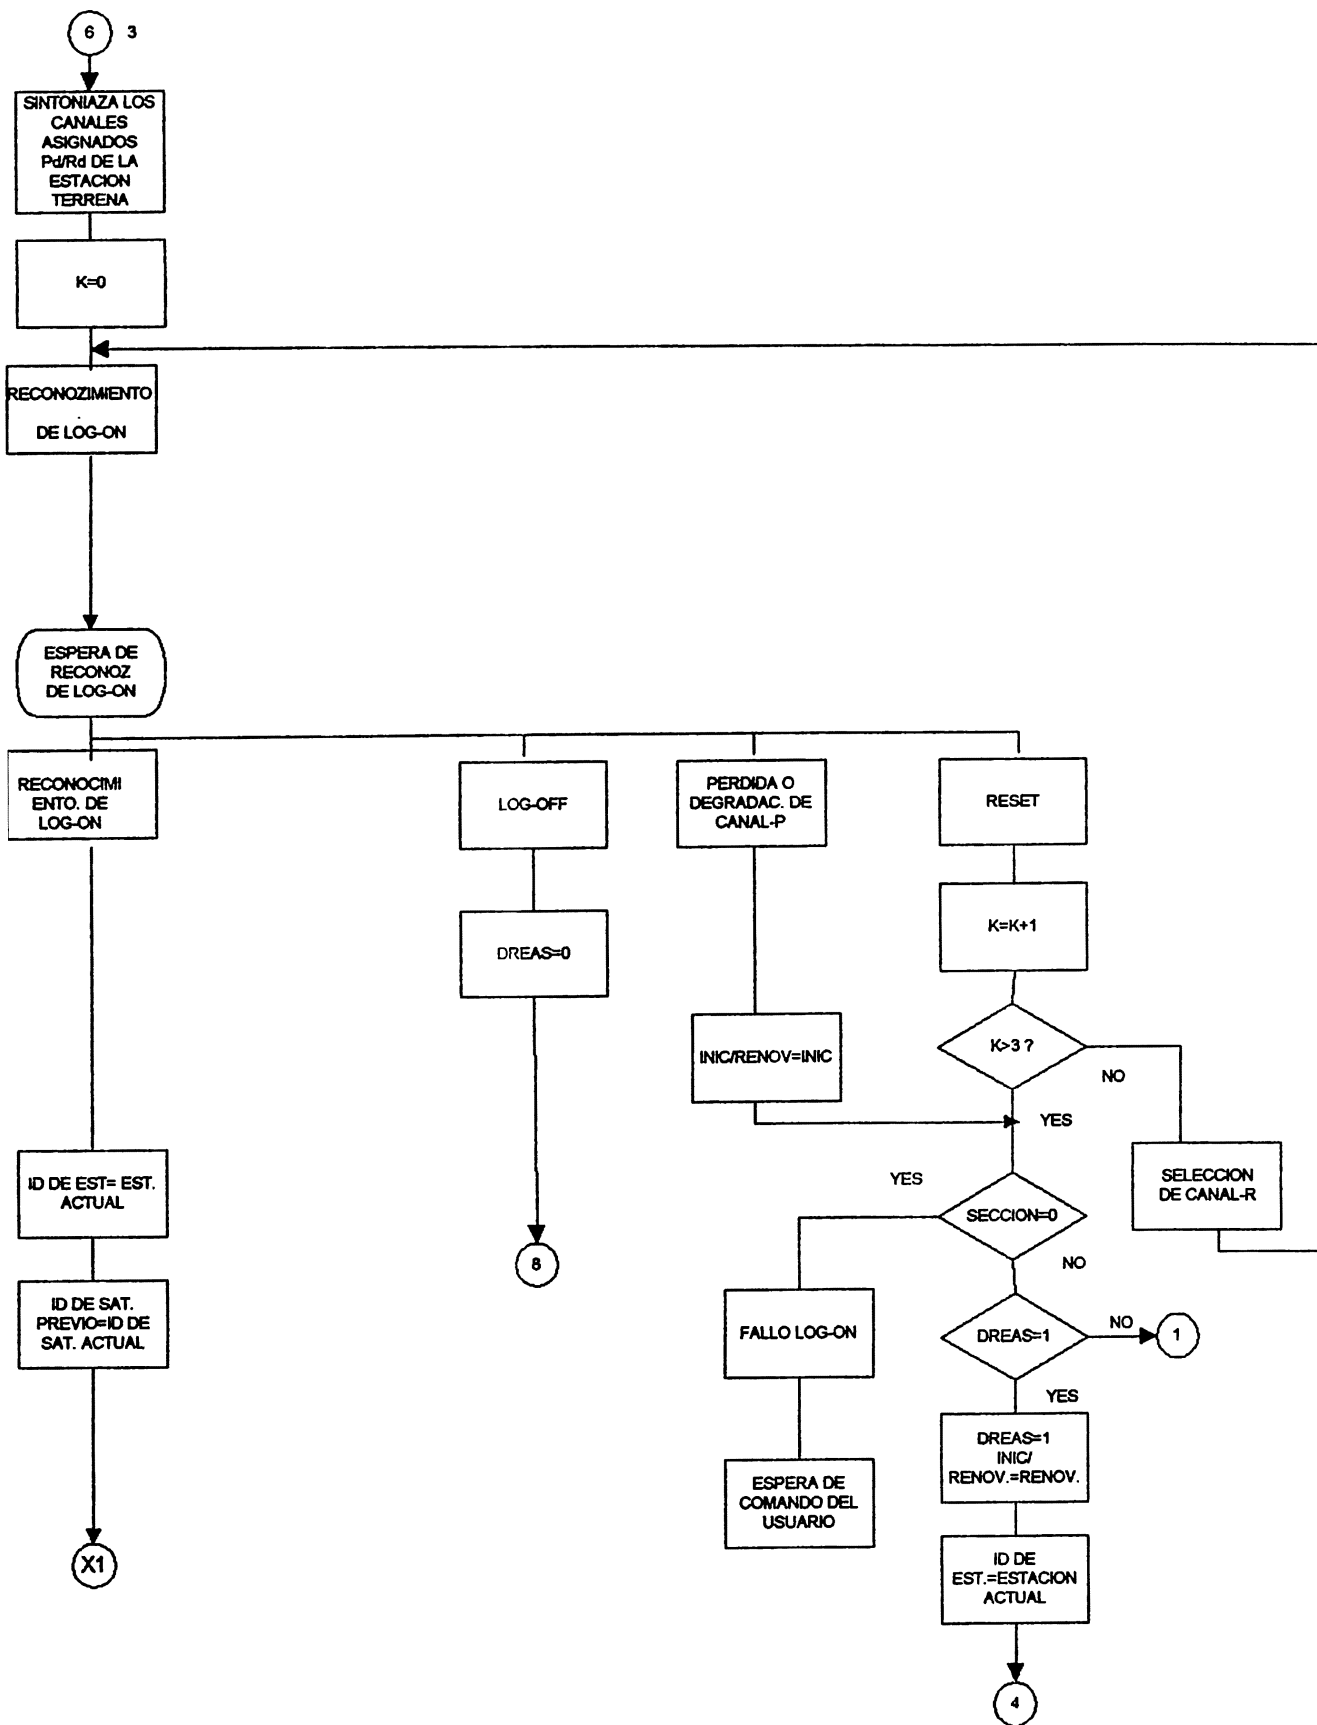 6 3
SINTONIAZA LOS
CANALES
ASIGNADOS
Pd/Rd DE LA
ESTACION
TERRENA
K=0
RECONOZIMIENTO
DE LOG-ON
ESPERA DE
RECONOZ
DE LOG-ON
RECONOCIMI
ENTO. DE
LOG-ON
LOG-OFF
PERDIDA O
DEGRADAC. DE
CANAL-P
RESET
DREAS=0
K=K+1
INIC/RENOV=INIC
K>3 ?
NO
YES
SELECCION
DE CANAL-R
ID DE EST= EST.
ACTUAL
YES
SECCION=0
NO
8
ID DE SAT.
PREVIO=ID DE
SAT. ACTUAL
FALLO LOG-ON
DREAS=1
NO
1
YES
DREAS=1
INIC/
RENOV.=RENOV.
ESPERA DE
COMANDO DEL
USUARIO
X1
ID DE
EST.=ESTACION
ACTUAL
4